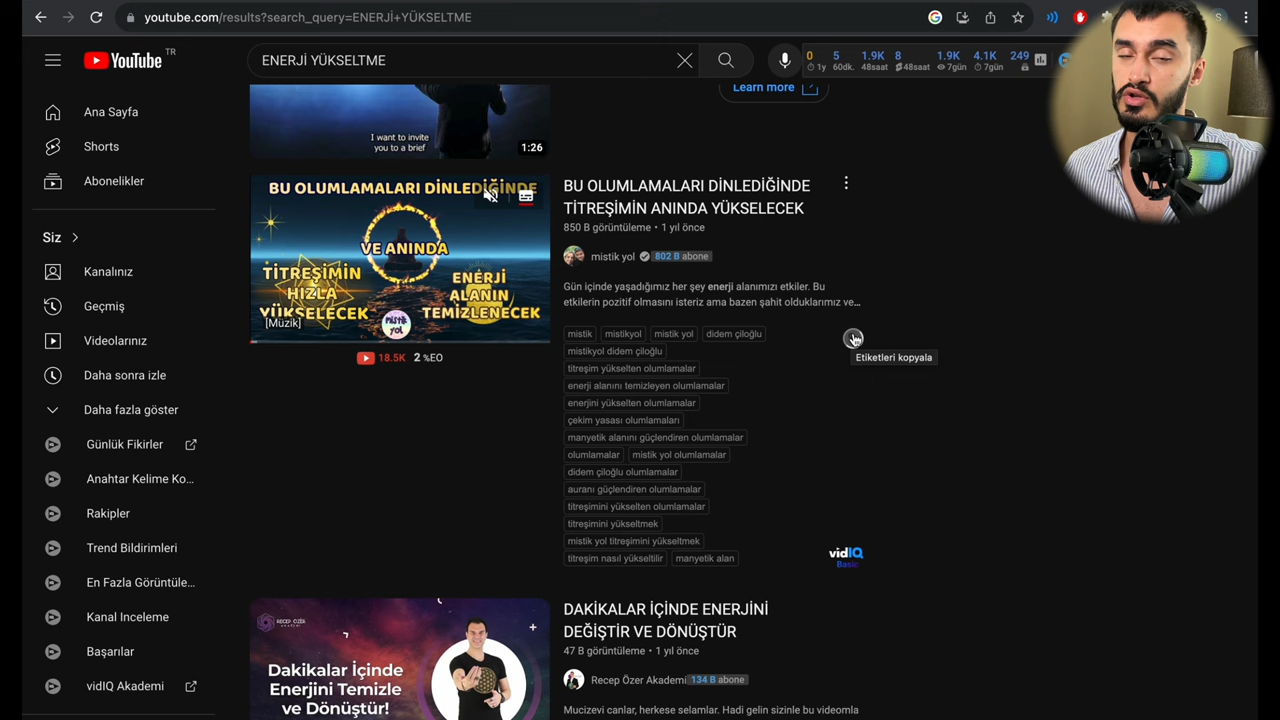 youtube.com/results?search_query=ENERJİ+YÜKSELTME
YouTube TR
ENERJİ YÜKSELTME
0 5 1.9K 8 1.9K 4.1K 249
1y 60dk. 48saat 48saat 7gün 7gün
S
Ana Sayfa
Shorts
Abonelikler
Siz
Kanalınız
Geçmiş
Videolarınız
Daha sonra izle
Daha fazla göster
Günlük Fikirler
Anahtar Kelime Ko...
Rakipler
Trend Bildirimleri
En Fazla Görüntüle...
Kanal Inceleme
Başarılar
vidIQ Akademi
I want to invite
you to a brief
1:26
Learn more
BU OLUMLAMALARI DİNLEDİĞİNDE
VE ANINDA
TİTREŞİMİN
HIZLA
YÜKSELECEK
ENERJİ
ALANIN
TEMİZLENECEK
[Müzik]
mistik
yol
18.5K 2 %EO
BU OLUMLAMALARI DİNLEDİĞİNDE
TİTREŞİMİN ANINDA YÜKSELECEK
850 B görüntüleme • 1 yıl önce
mistik yol 802 B abone
Gün içinde yaşadığımız her şey enerji alanımızı etkiler. Bu
etkilerin pozitif olmasını isteriz ama bazen şahit olduklarımız ve...
mistik mistikyol mistik yol didem çiloğlu
mistikyol didem çiloğlu
titreşim yükselten olumlamalar
enerji alanını temizleyen olumlamalar
enerjini yükselten olumlamalar
çekim yasası olumlamaları
manyetik alanını güçlendiren olumlamalar
olumlamalar mistik yol olumlamalar
didem çiloğlu olumlamalar
auranı güçlendiren olumlamalar
titreşimini yükselten olumlamalar
titreşimini yükseltmek
mistik yol titreşimini yükseltmek
titreşim nasıl yükseltilir manyetik alan
Etiketleri kopyala
vidIQ
Basic
RECEP ÖZER
AKADEMİ
Dakikalar İçinde
Enerjini Temizle
ve Dönüştür!
DAKİKALAR İÇİNDE ENERJİNİ
DEĞİŞTİR VE DÖNÜŞTÜR
47 B görüntüleme • 1 yıl önce
Recep Özer Akademi 134 B abone
Mucizevi canlar, herkese selamlar. Hadi gelin sizinle bu videomla